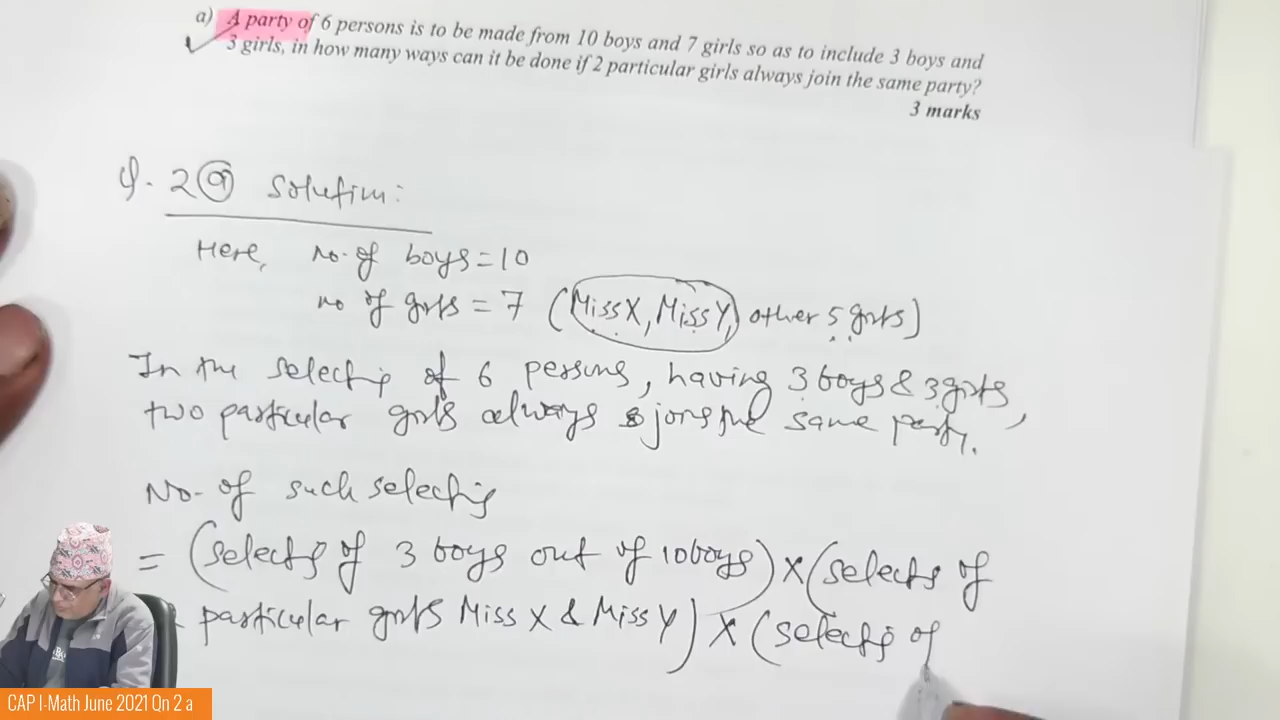 a) A party of 6 persons is to be made from 10 boys and 7 girls so as to include 3 boys and
3 girls, in how many ways can it be done if 2 particular girls always join the same party?
3 marks
Q. 2 a Solution:
Here, no. of boys = 10
no of girls = 7 (Miss X, Miss Y, other 5 girls)
In the selection of 6 persons, having 3 boys & 3 girls,
two particular girls always the same party.
No. of such selection
= (selects of 3 boys out of 10 boys) × (selects of
particular girls Miss X & Miss Y) × (selects of
CAP I-Math June 2021 Qn 2 a